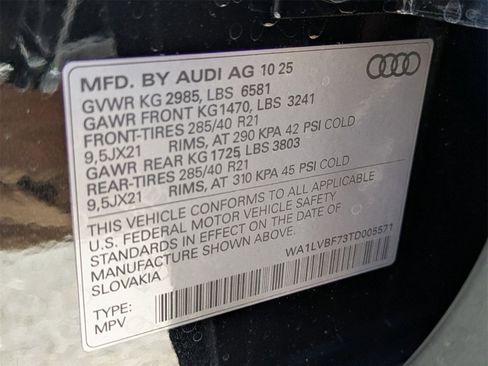 MFD. BY AUDI AG 10 25
GVWR KG 2985, LBS 6581
GAWR FRONT KG1470, LBS 3241
FRONT-TIRES 285/40 R21
9,5JX21 RIMS, AT 290 KPA 42 PSI COLD
GAWR REAR KG 1725 LBS 3803
REAR-TIRES 285/40 R21
9,5JX21 RIMS, AT 310 KPA 45 PSI COLD
THIS VEHICLE CONFORMS TO ALL APPLICABLE
U.S. FEDERAL MOTOR VEHICLE SAFETY
STANDARDS IN EFFECT ON THE DATE OF
MANUFACTURE SHOWN ABOVE.
SLOVAKIA
WA1LVBF73TD005571
TYPE:
MPV